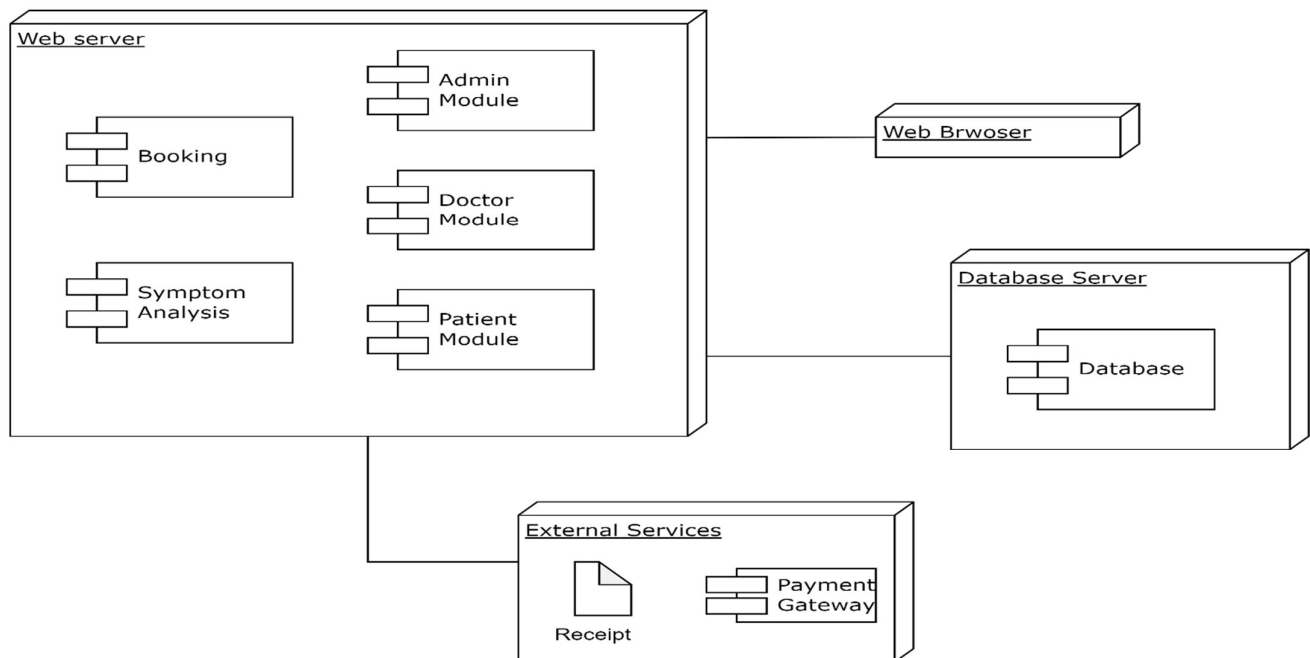 Web server
Admin
Module
Booking
Doctor
Module
Symptom
Analysis
Patient
Module
Web Brwoser
Database Server
Database
External Services
Receipt
Payment
Gateway